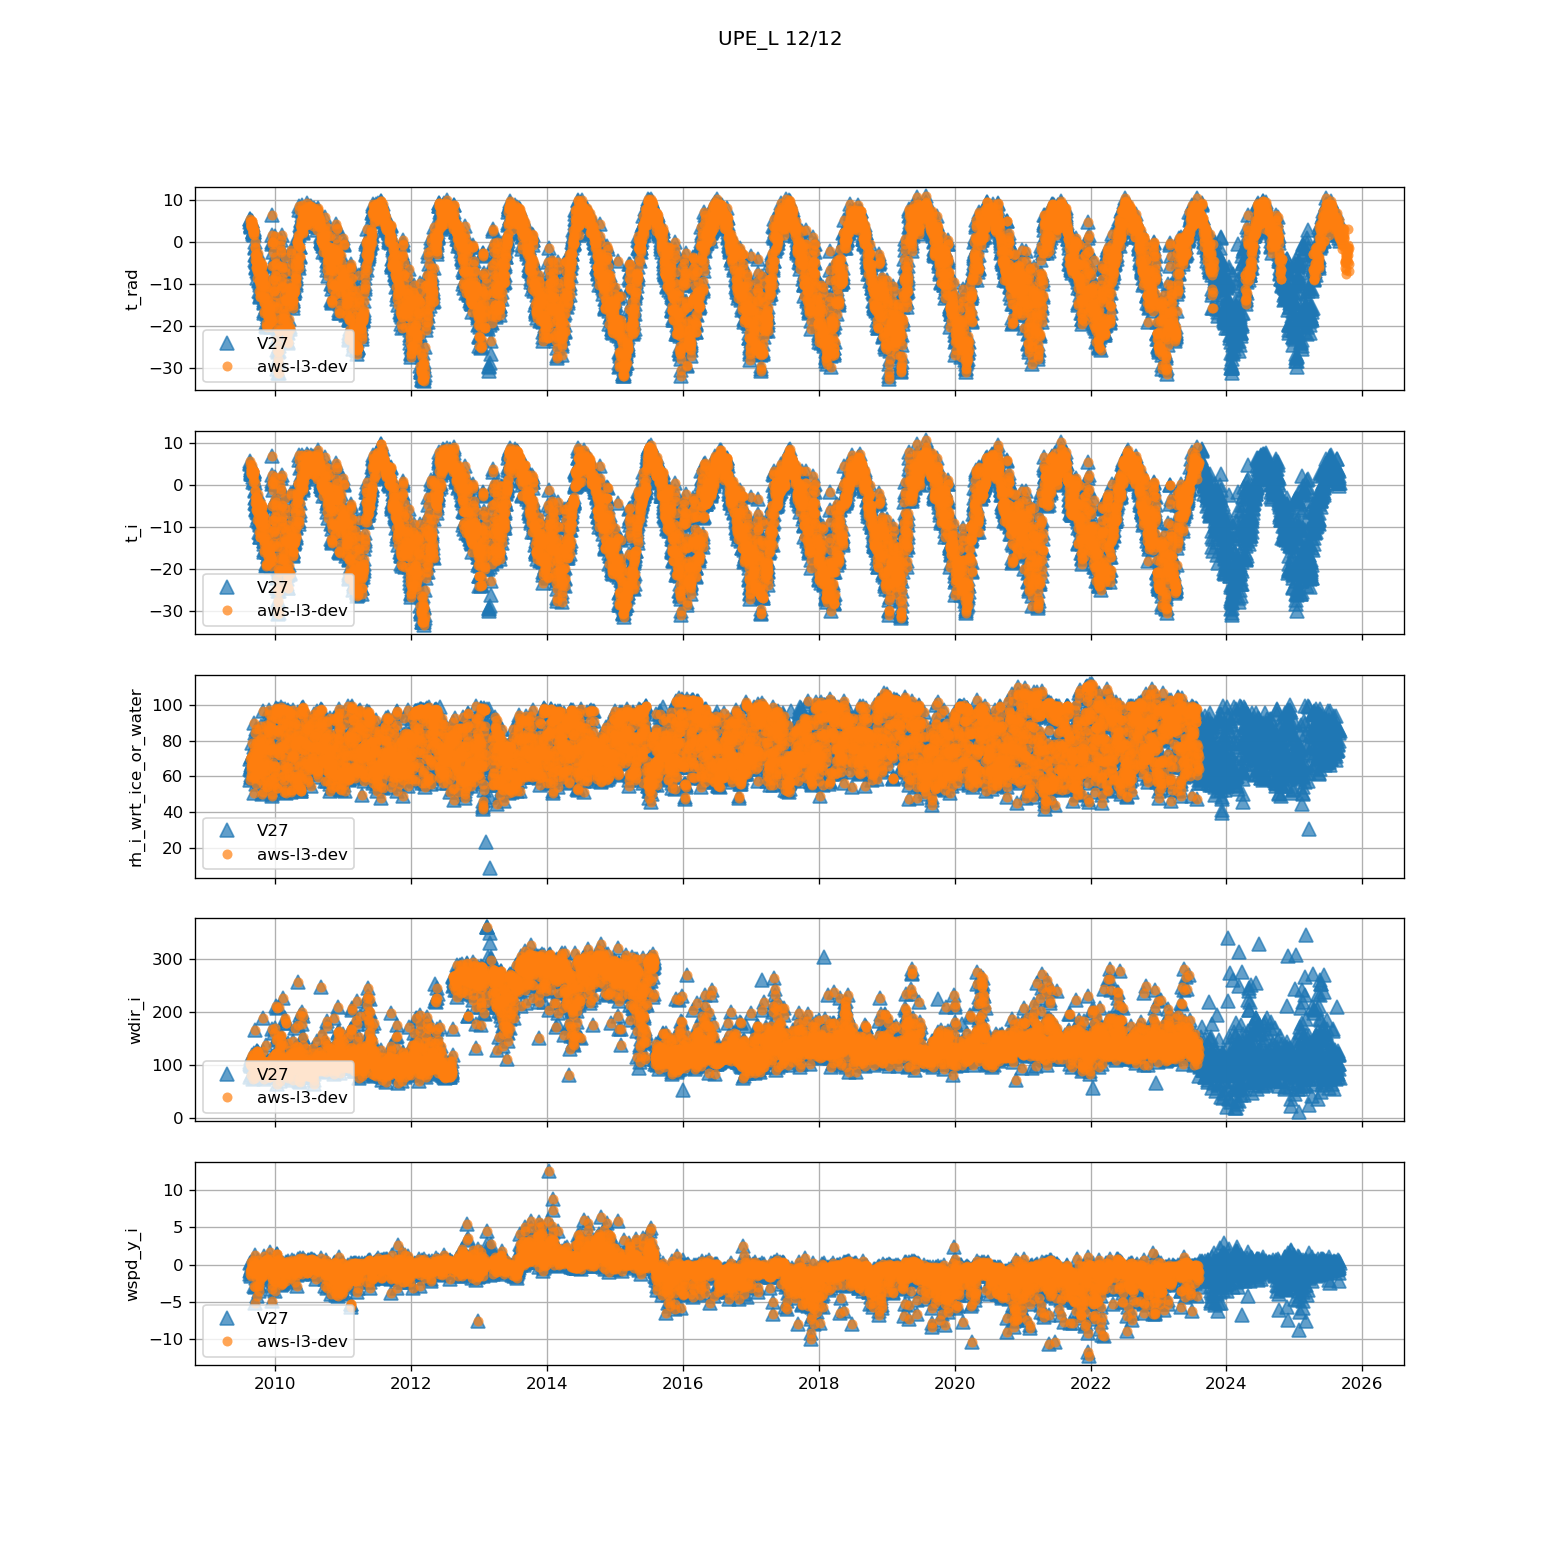 UPE_L 12/12
10
0
−10
−20
−30
t_rad
V27
aws-l3-dev
10
0
−10
−20
−30
t_i
V27
aws-l3-dev
100
80
60
40
20
rh_i_wrt_ice_or_water
V27
aws-l3-dev
300
200
100
0
wdir_i
V27
aws-l3-dev
10
5
0
−5
−10
wspd_y_i
V27
aws-l3-dev
2010 2012 2014 2016 2018 2020 2022 2024 2026